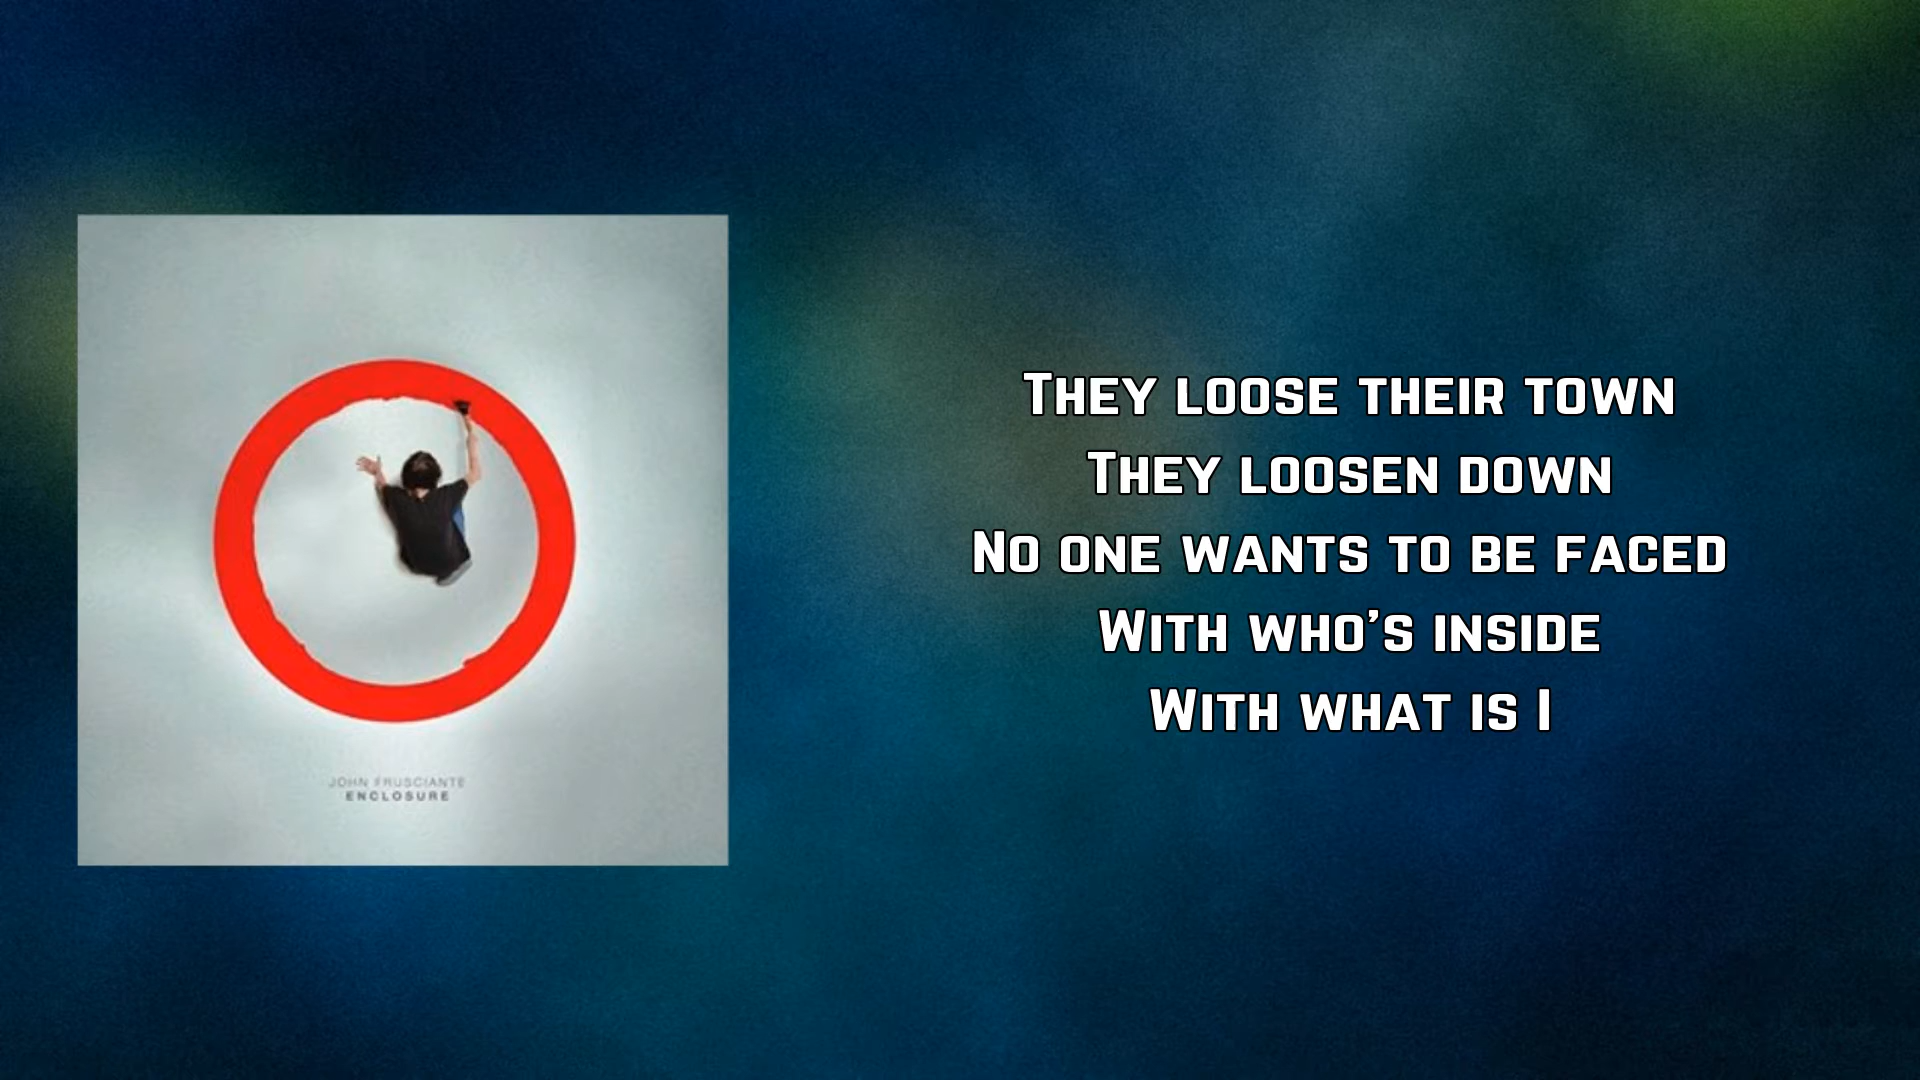 JOHN FRUSCIANTE
ENCLOSURE
They loose their town
They loosen down
No one wants to be faced
With who's inside
With what is I